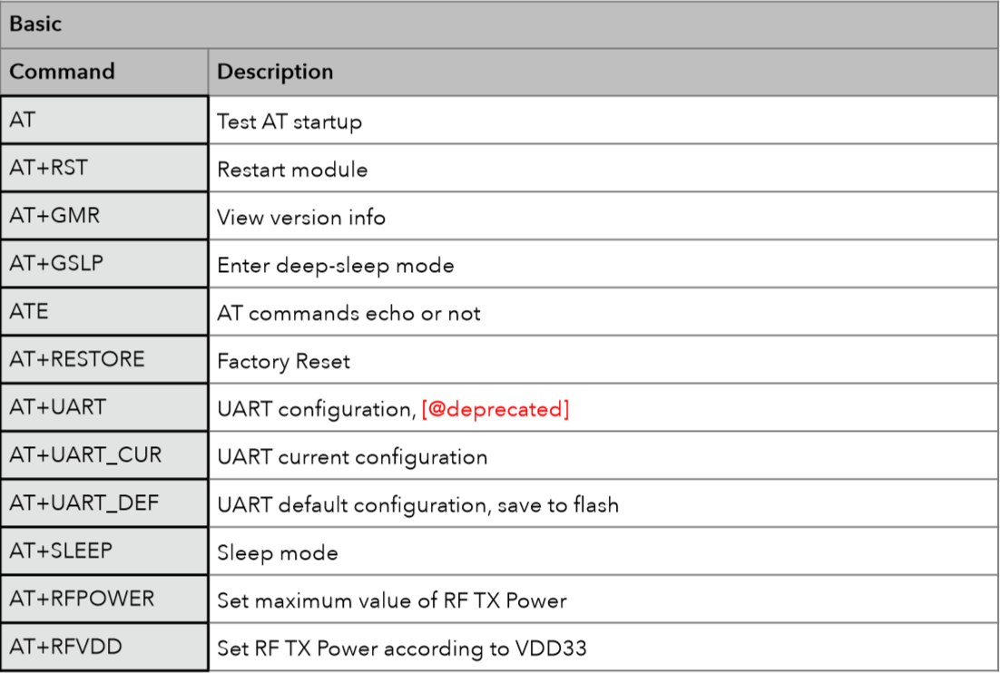 Basic
Command Description
AT Test AT startup
AT+RST Restart module
AT+GMR View version info
AT+GSLP Enter deep-sleep mode
ATE AT commands echo or not
AT+RESTORE Factory Reset
AT+UART UART configuration, [@deprecated]
AT+UART_CUR UART current configuration
AT+UART_DEF UART default configuration, save to flash
AT+SLEEP Sleep mode
AT+RFPOWER Set maximum value of RF TX Power
AT+RFVDD Set RF TX Power according to VDD33